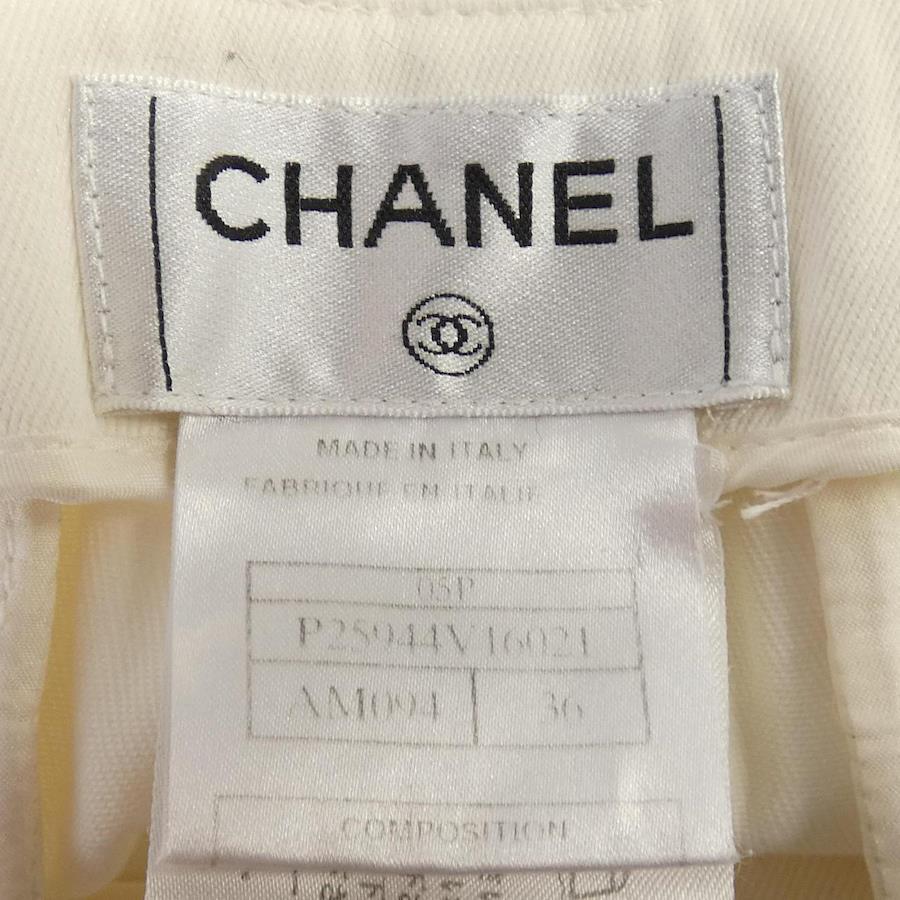 CHANEL
MADE IN ITALY
FABRIQUE EN ITALIE
05P
P25944V16021
AM094 36
COMPOSITION